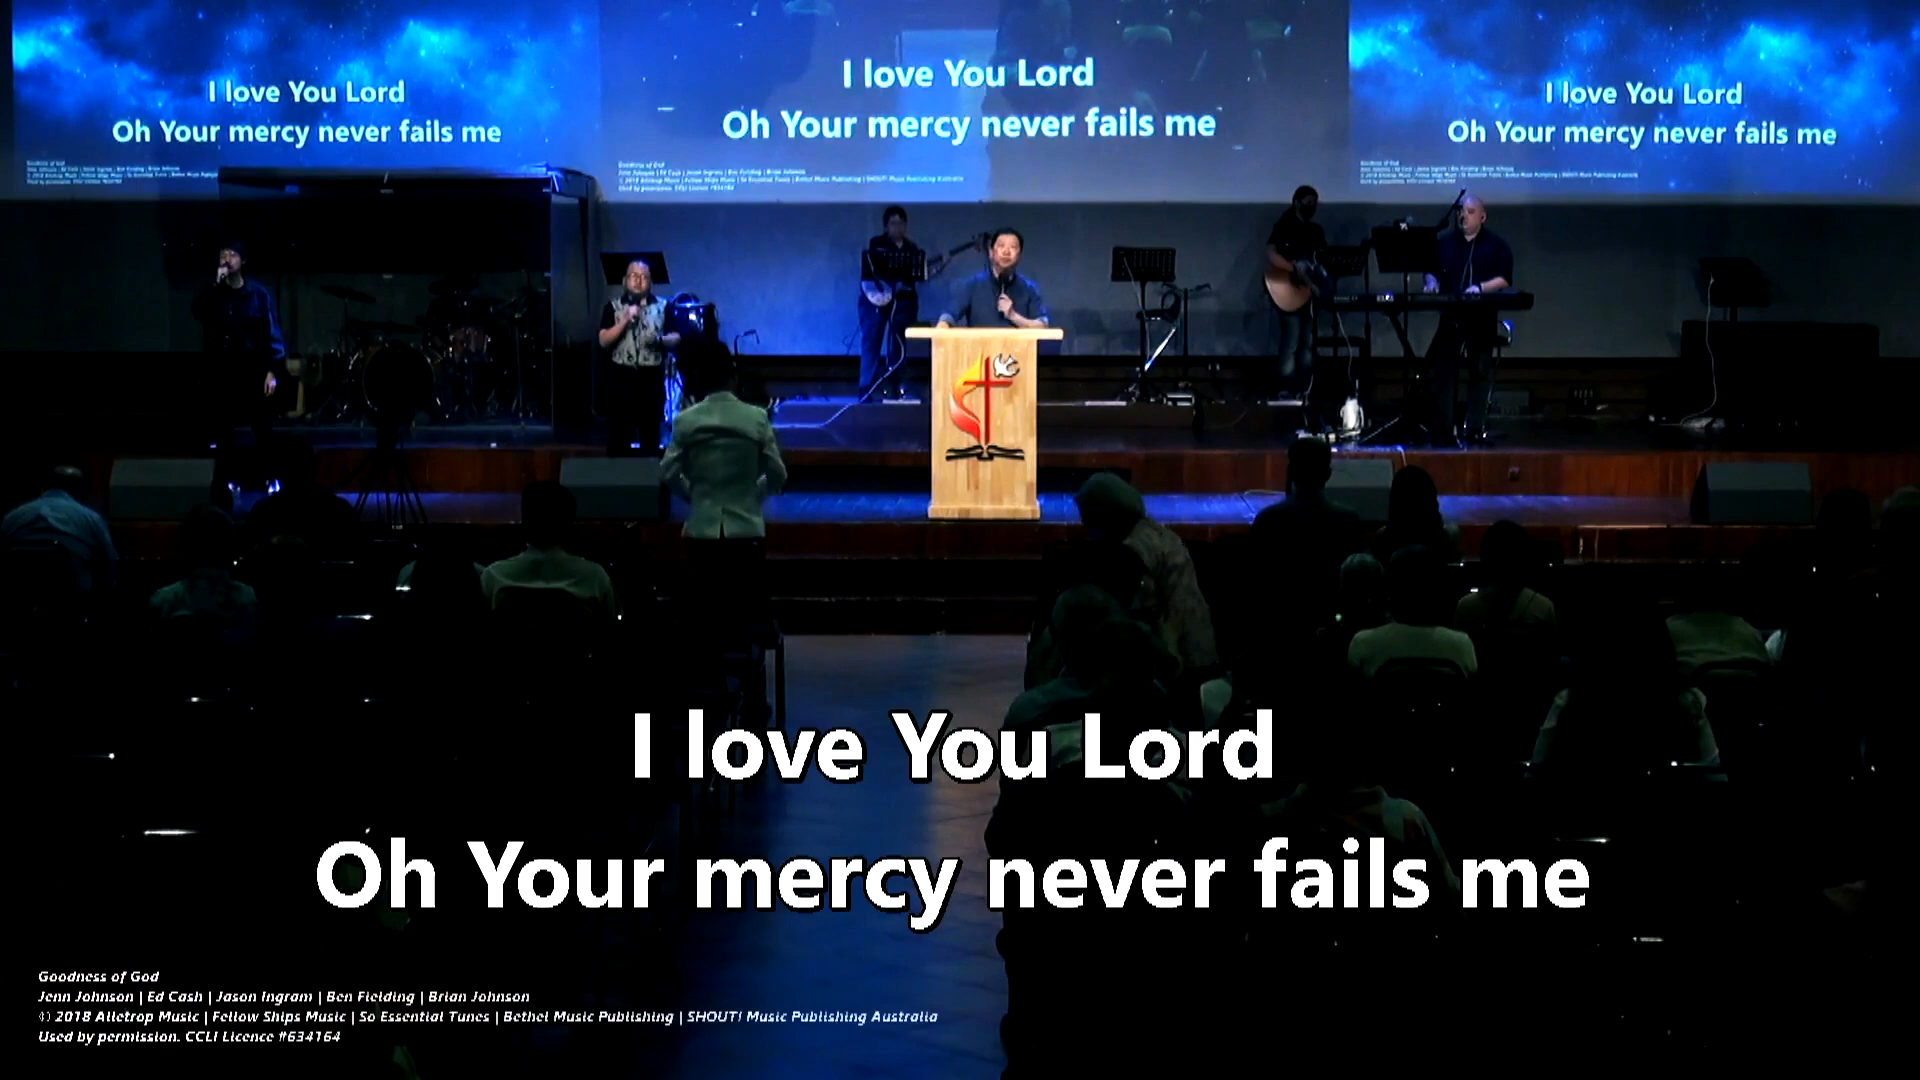 I love You Lord
Oh Your mercy never fails me
I love You Lord
Oh Your mercy never fails me
I love You Lord
Oh Your mercy never fails me
I love You Lord
Oh Your mercy never fails me
Goodness of God
Jenn Johnson | Ed Cash | Jason Ingram | Ben Fielding | Brian Johnson
© 2018 Alletrop Music | Fellow Ships Music | So Essential Tunes | Bethel Music Publishing | SHOUT! Music Publishing Australia
Used by permission. CCLI Licence #634164